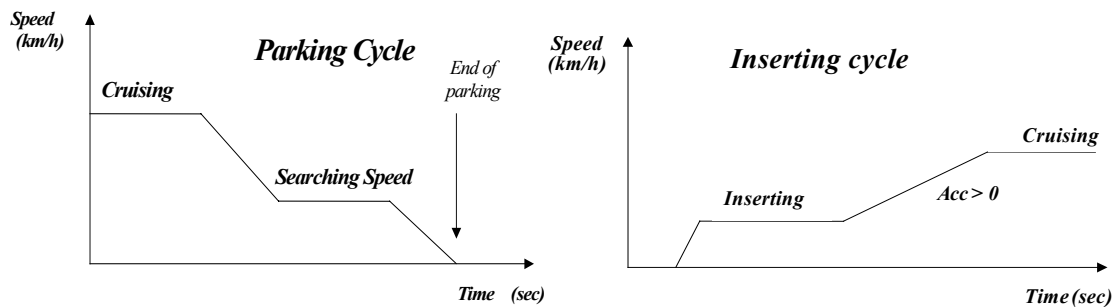 Speed
(km/h)
Parking Cycle
End of
parking
Cruising
Searching Speed
Time (sec)
Speed
(km/h)
Inserting cycle
Cruising
Inserting
Acc > 0
Time (sec)